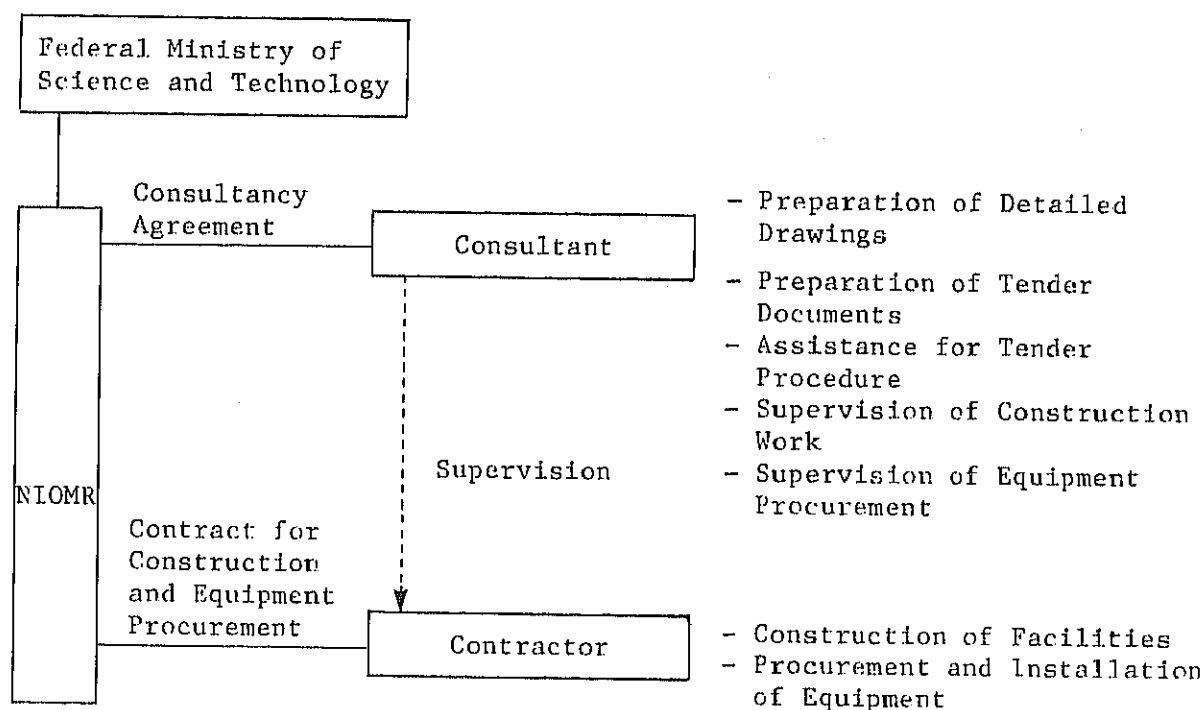 Federal Ministry of
Science and Technology
Consultancy
Agreement
Consultant
- Preparation of Detailed
Drawings
- Preparation of Tender
Documents
- Assistance for Tender
Procedure
- Supervision of Construction
Work
- Supervision of Equipment
Procurement
Supervision
NIOMR
Contract for
Construction
and Equipment
Procurement
Contractor
- Construction of Facilities
- Procurement and Installation
of Equipment